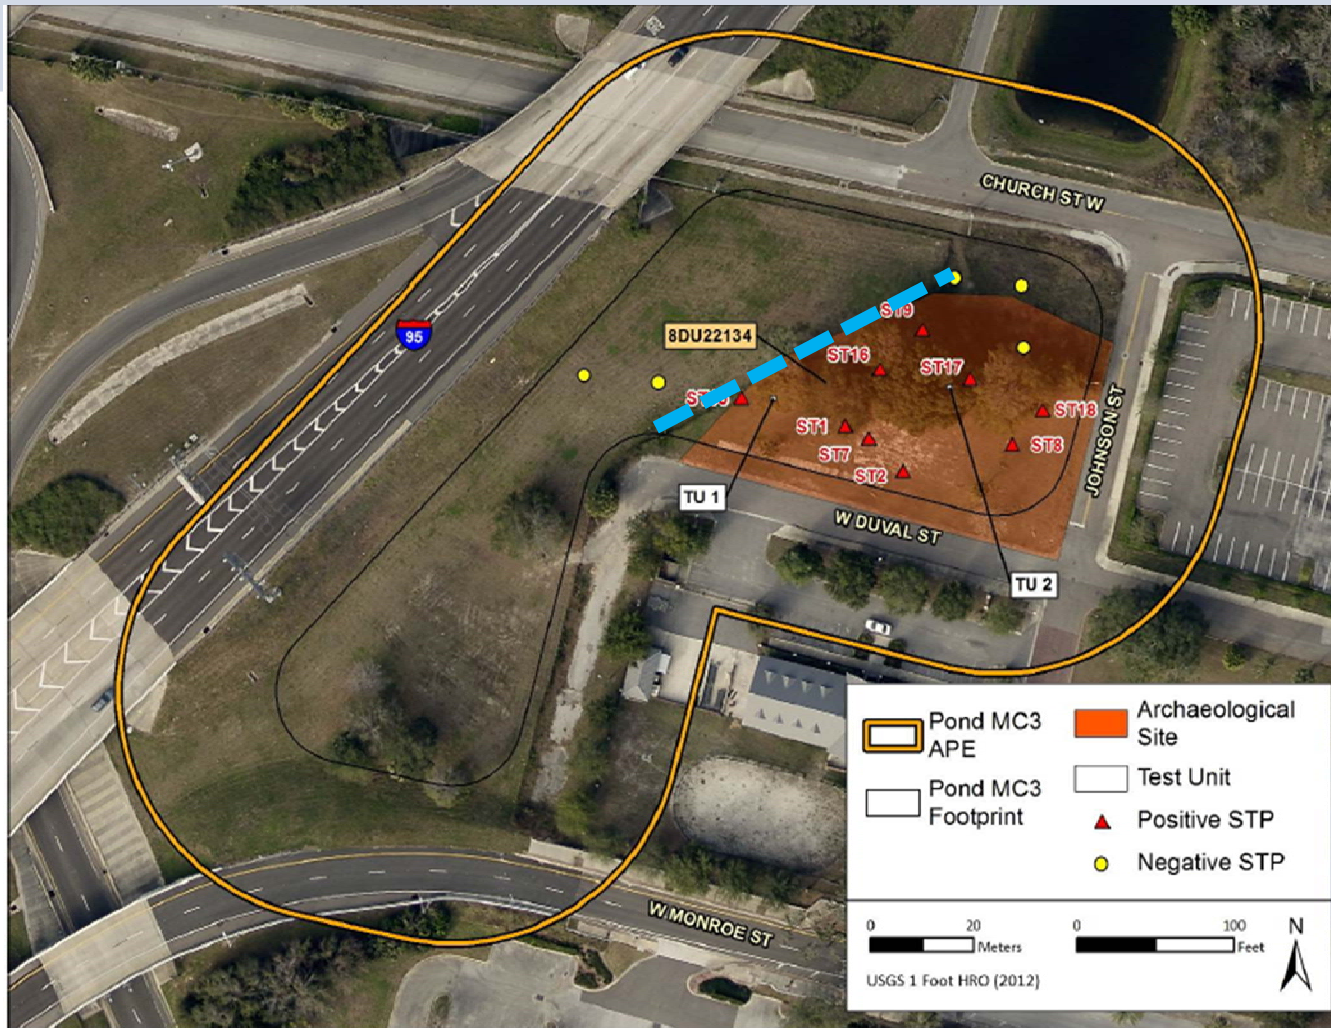 CHURCH ST W
95
8DU22134
ST9
ST16
ST17
ST18
ST1
ST7
ST8
ST2
TU 1
JOHNSON ST
W DUVAL ST
TU 2
W MONROE ST
Pond MC3
APE
Pond MC3
Footprint
Archaeological
Site
Test Unit
Positive STP
Negative STP
0 20
Meters
0 100
Feet
N
USGS 1 Foot HRO (2012)